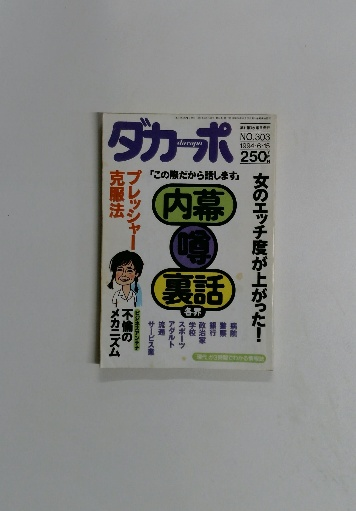 ダカーポ
da capo
NO.303
1994・6・15
250円
「この際だから話します」
女のエッチ度が上がった!
内幕
噂
裏話
各界
病院
警察
銀行
政治家
学校
スポーツ
アダルト
流通
サービス業
プレッシャー
克服法
不倫の
メカニズム